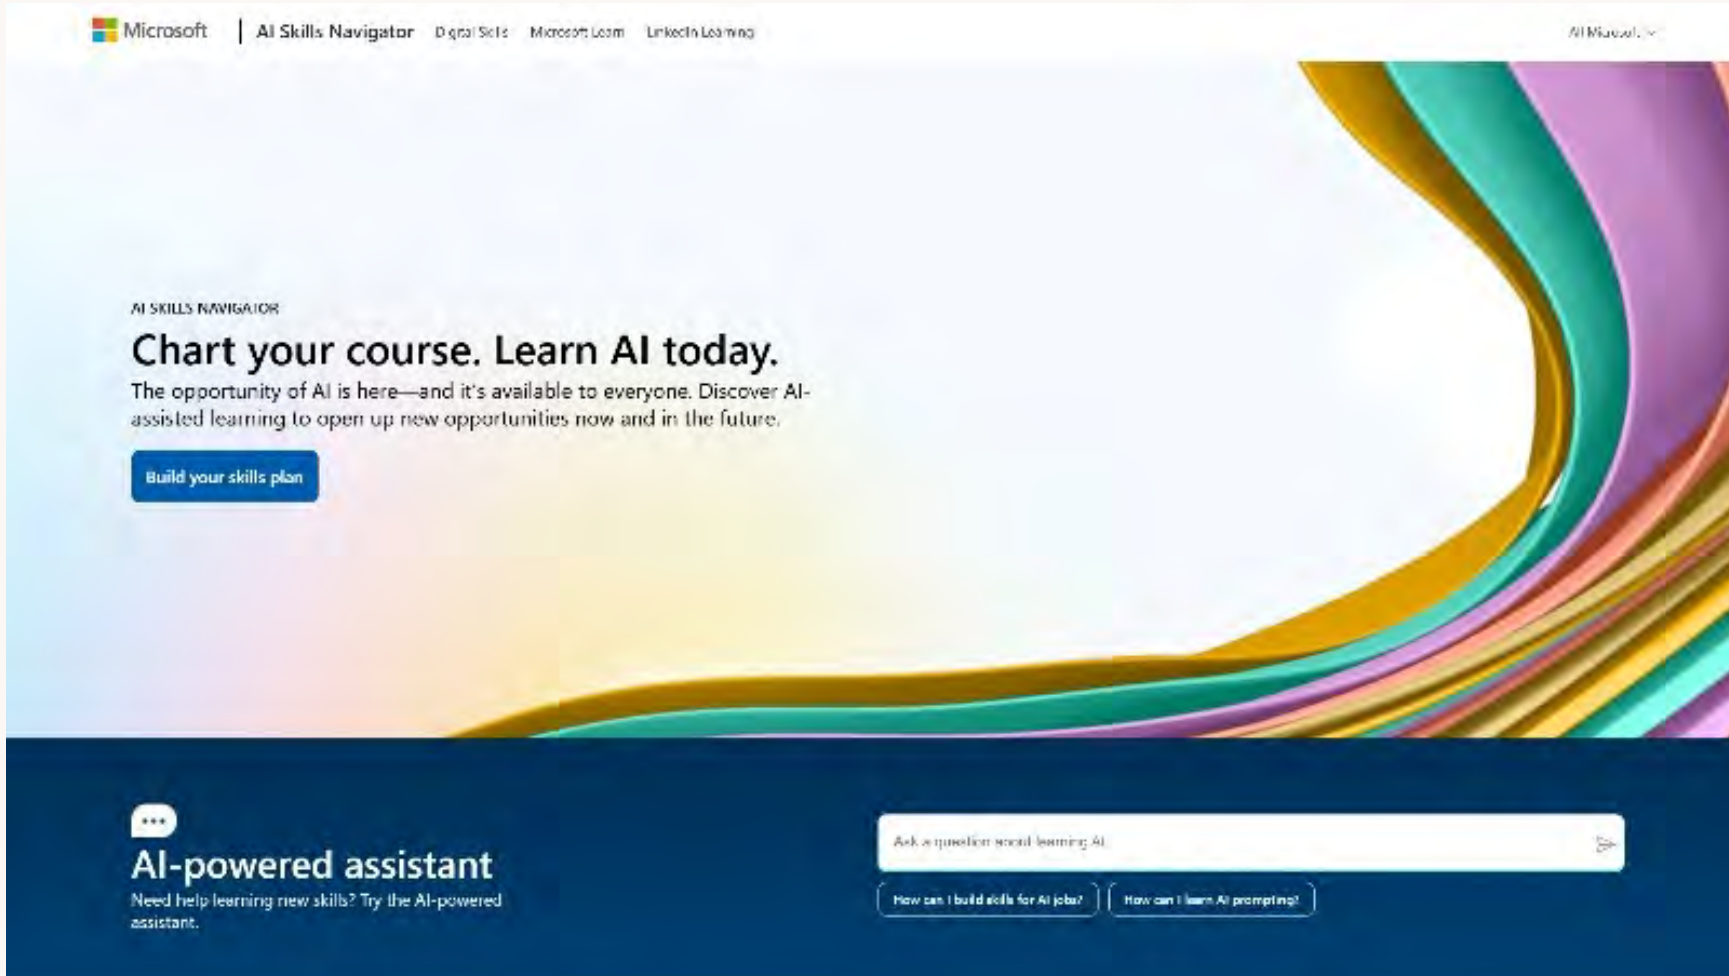 Microsoft | AI Skills Navigator Digital Skills Microsoft Learn LinkedIn Learning All Microsoft
AI SKILLS NAVIGATOR
Chart your course. Learn AI today.
The opportunity of AI is here—and it's available to everyone. Discover AI-
assisted learning to open up new opportunities now and in the future.
Build your skills plan
AI-powered assistant
Need help learning new skills? Try the AI-powered
assistant.
Ask a question about learning AI
How can I build skills for AI jobs? How can I learn AI prompting?